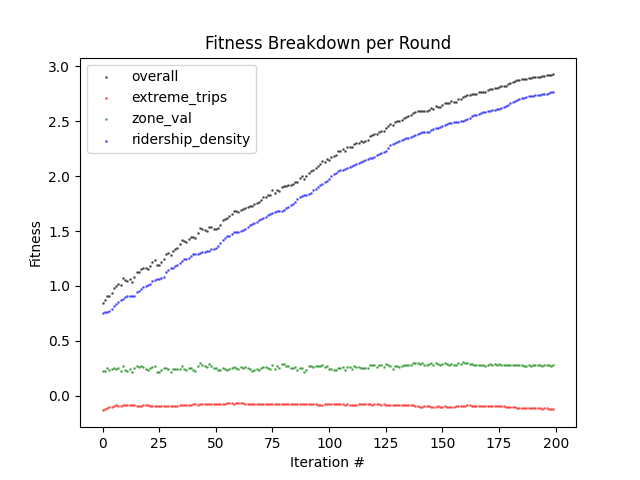 Fitness Breakdown per Round
3.0
2.5
2.0
1.5
1.0
0.5
0.0
Fitness
overall
extreme_trips
zone_val
ridership_density
0
25
50
75
100
125
150
175
200
Iteration #